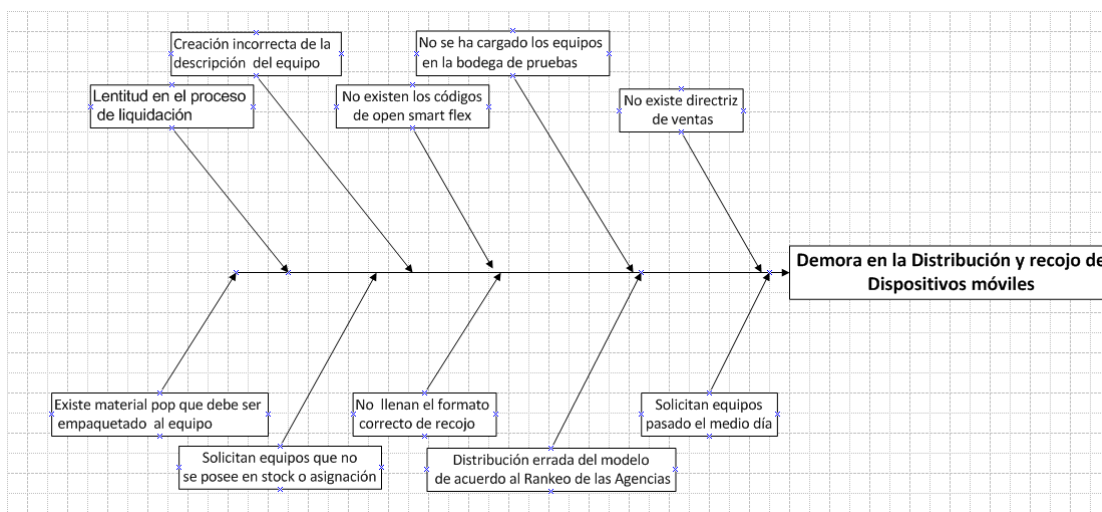 Creación incorrecta de la
descripción del equipo
No se ha cargado los equipos
en la bodega de pruebas
Lentitud en el proceso
de liquidación
No existen los códigos
de open smart flex
No existe directriz
de ventas
Demora en la Distribución y recojo de
Dispositivos móviles
Existe material pop que debe ser
empaquetado al equipo
No llenan el formato
correcto de recojo
Solicitan equipos
pasado el medio día
Solicitan equipos que no
se posee en stock o asignación
Distribución errada del modelo
de acuerdo al Rankeo de las Agencias